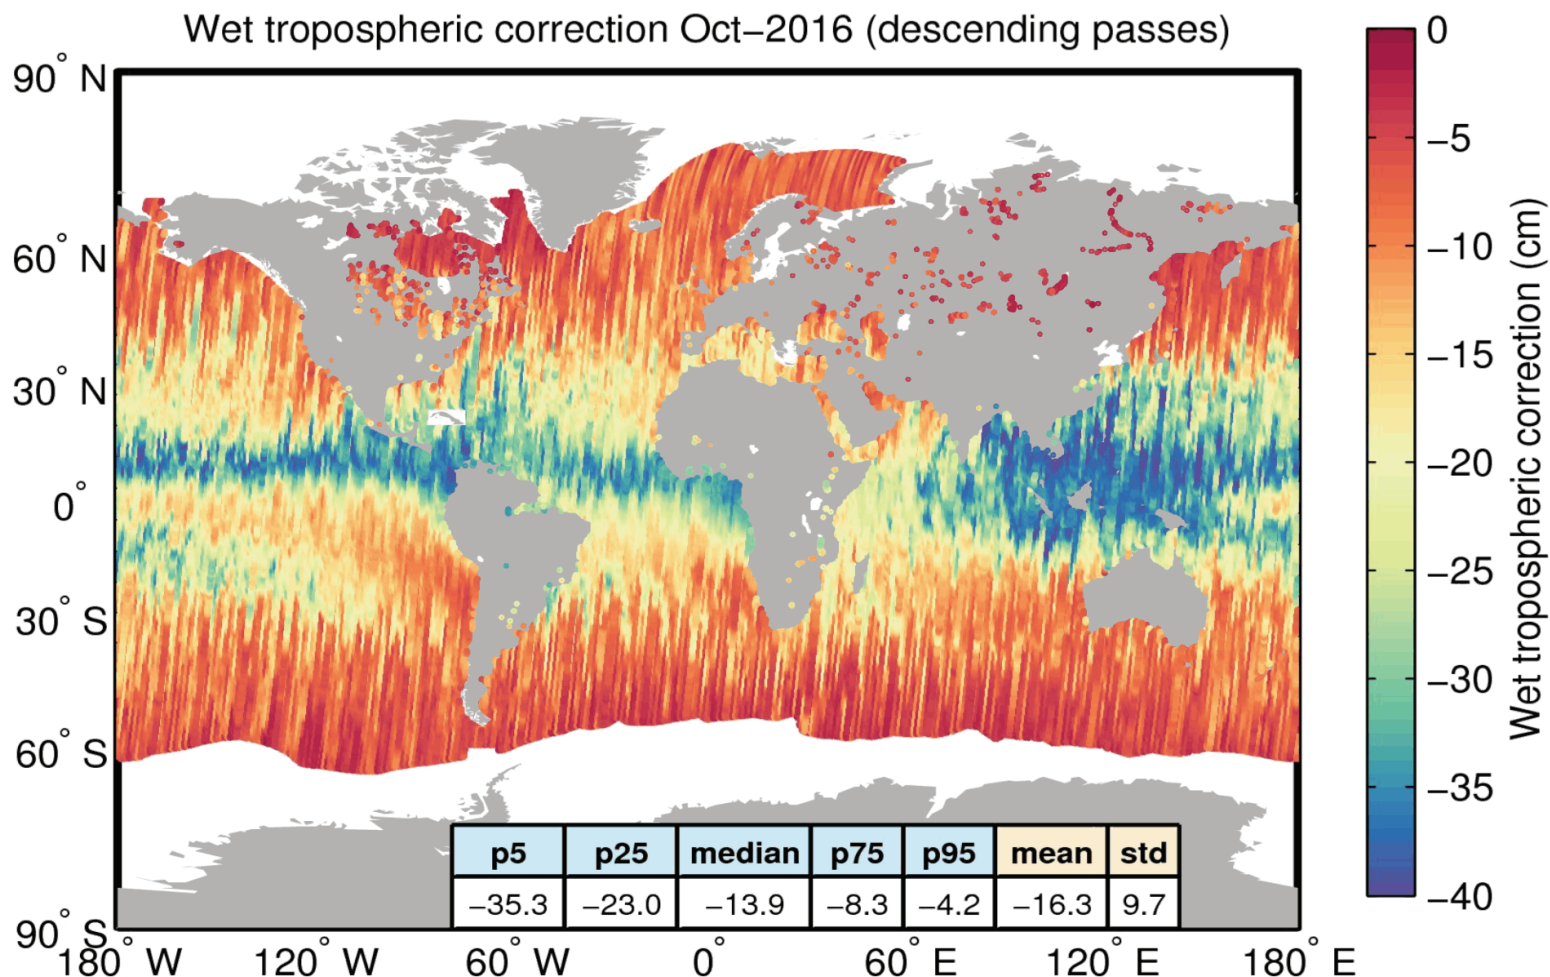 Wet tropospheric correction Oct−2016 (descending passes)
90° N
60° N
30° N
0°
30° S
60° S
90° S
180° W 120° W 60° W 0° 60° E 120° E 180° E
p5 p25 median p75 p95 mean std
−35.3 −23.0 −13.9 −8.3 −4.2 −16.3 9.7
0
−5
−10
−15
−20
−25
−30
−35
−40
Wet tropospheric correction (cm)